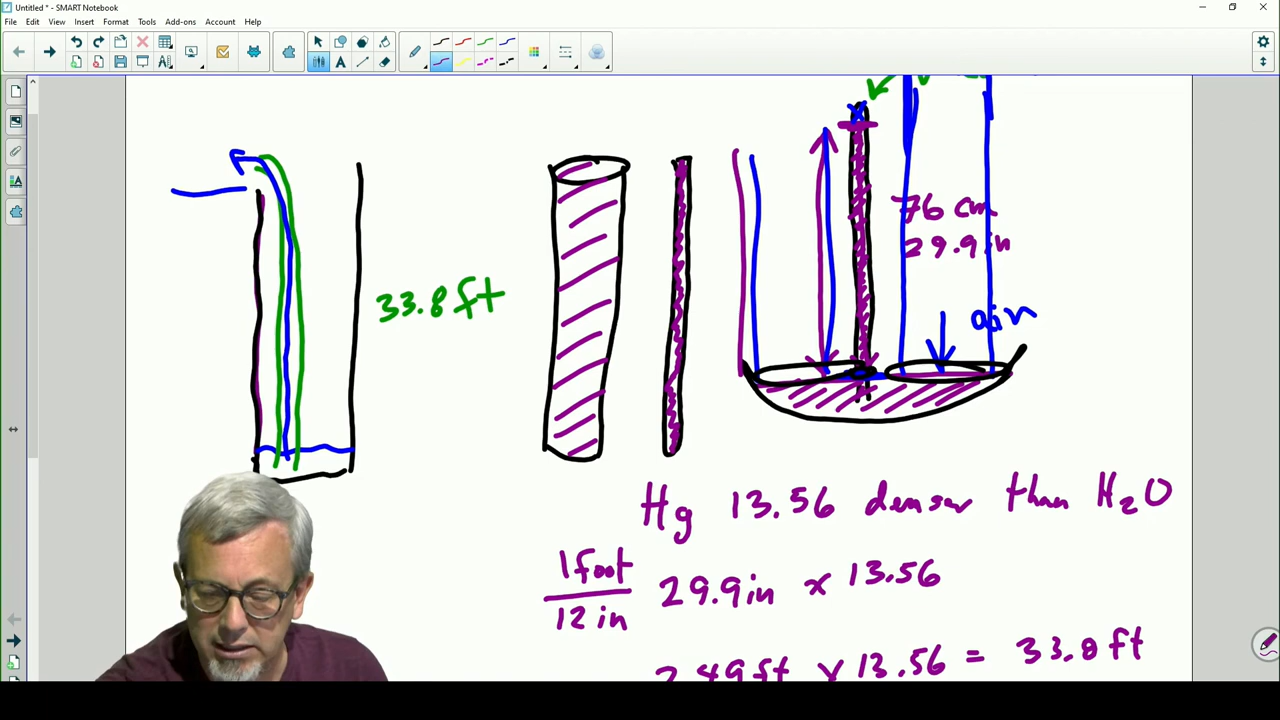 Untitled * - SMART Notebook
File Edit View Insert Format Tools Add-ons Account Help
76 cm
29.9 in
33.8 ft
air
Hg 13.56 denser than H₂O
1 foot
12 in
29.9 in x 13.56
2.49 ft x 13.56 = 33.8 ft